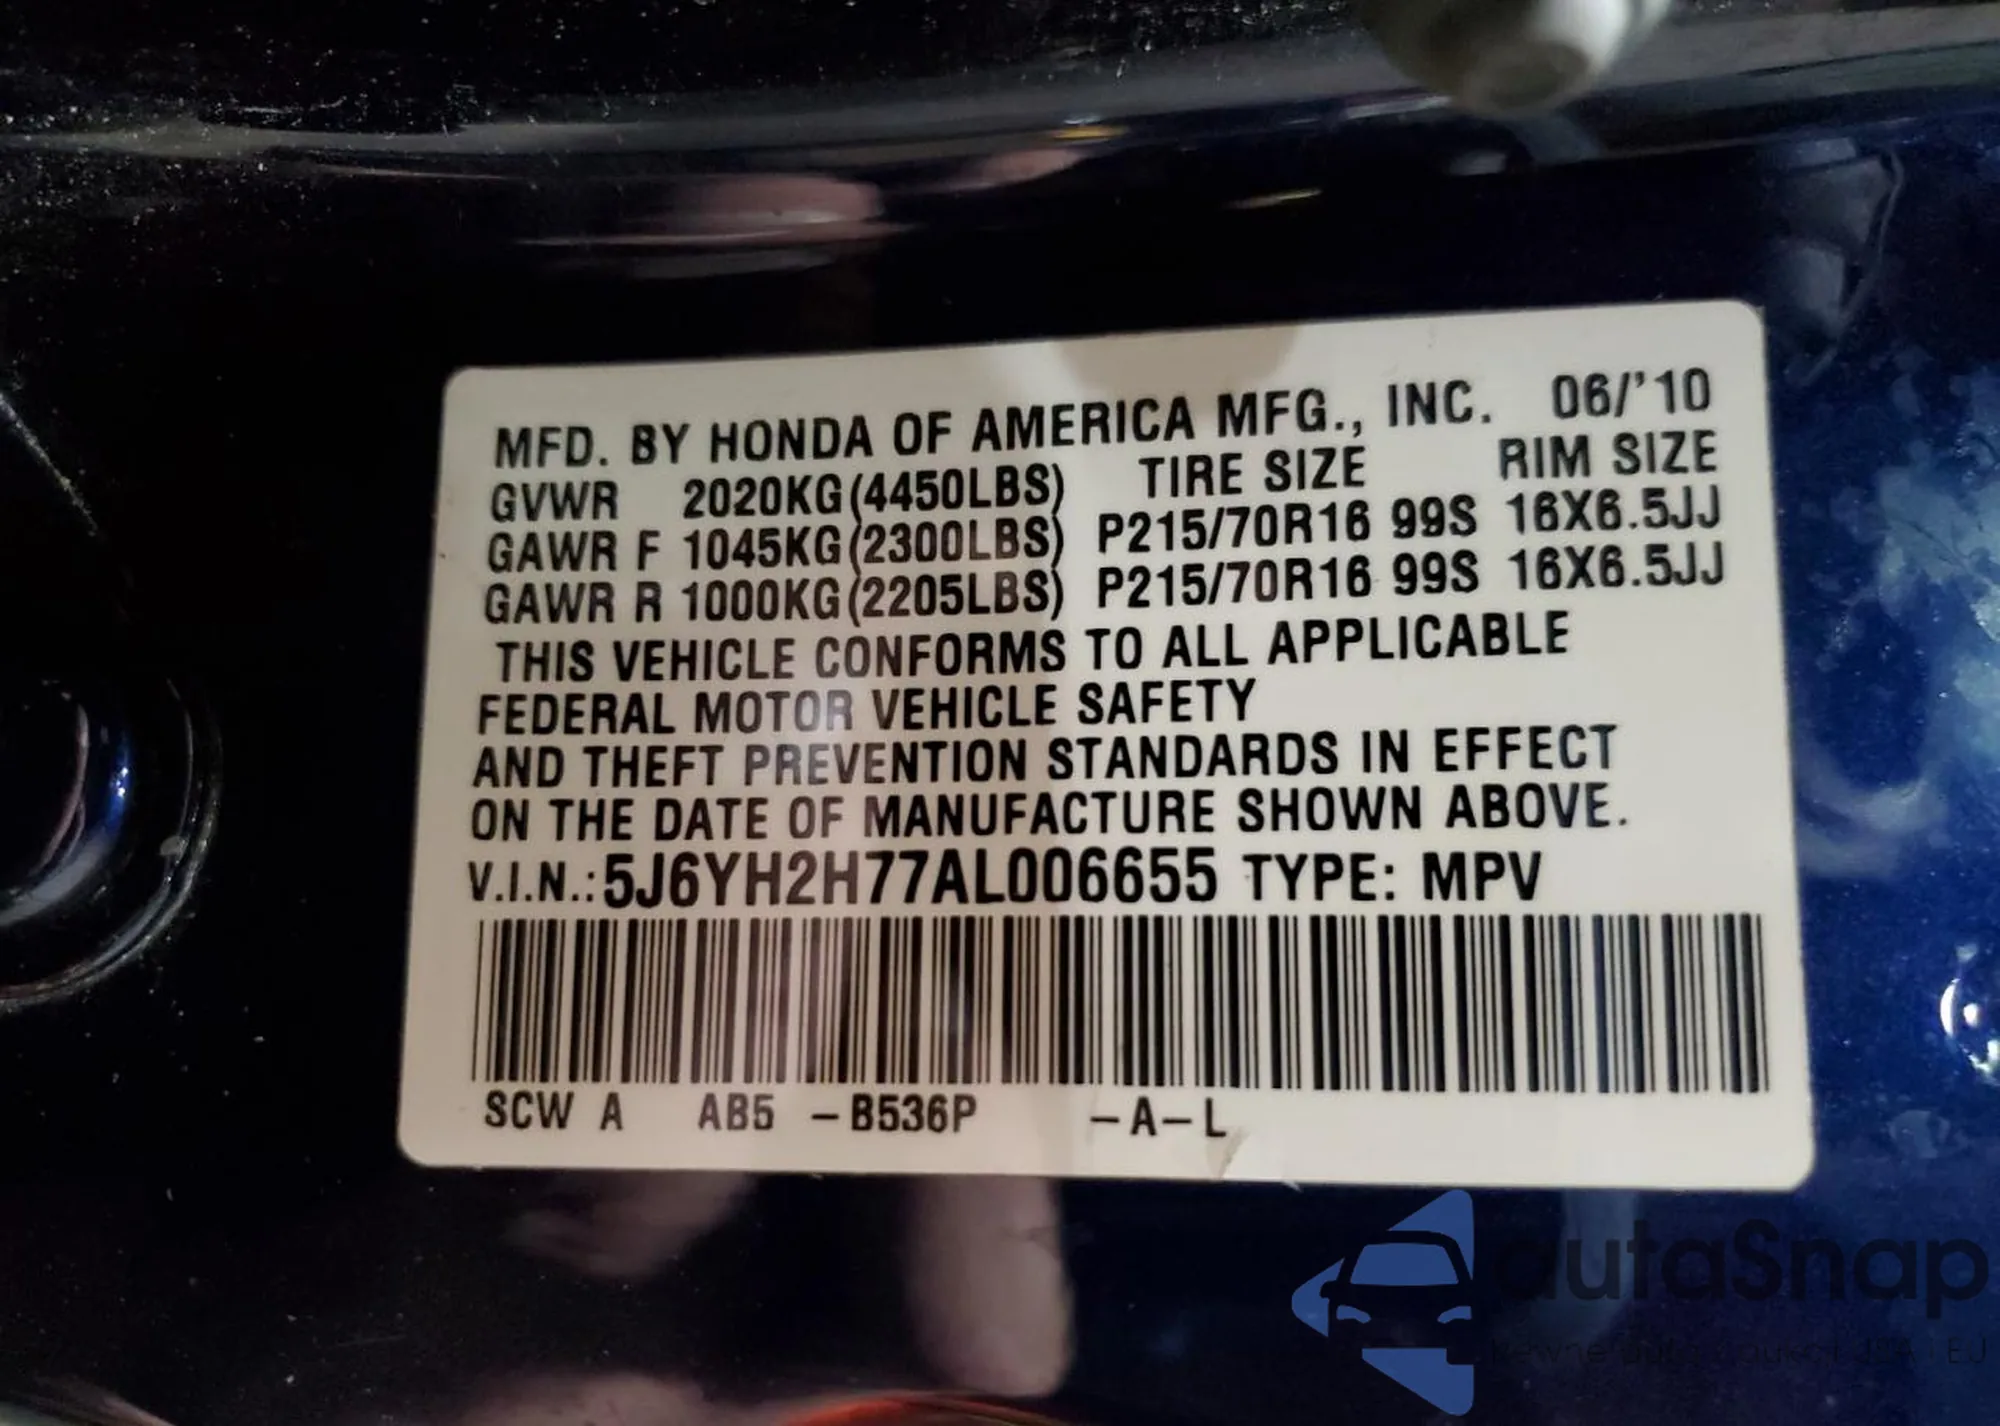 MFD. BY HONDA OF AMERICA MFG., INC. 06/'10
GVWR 2020KG(4450LBS) TIRE SIZE RIM SIZE
GAWR F 1045KG(2300LBS) P215/70R16 99S 16X6.5JJ
GAWR R 1000KG(2205LBS) P215/70R16 99S 16X6.5JJ
THIS VEHICLE CONFORMS TO ALL APPLICABLE
FEDERAL MOTOR VEHICLE SAFETY
AND THEFT PREVENTION STANDARDS IN EFFECT
ON THE DATE OF MANUFACTURE SHOWN ABOVE.
V.I.N.:5J6YH2H77AL006655 TYPE: MPV
SCW A AB5 -B536P -A-L
autaSnap